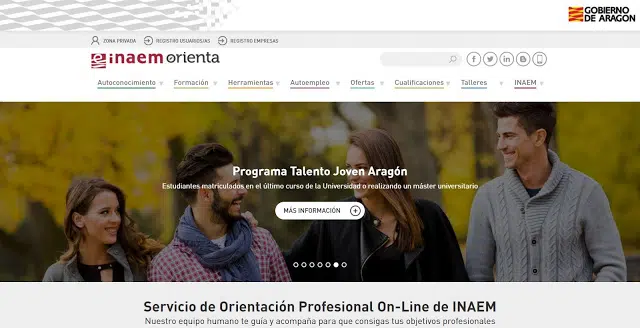 GOBIERNO
DE ARAGON
ZONA PRIVADA
REGISTRO USUARIOS/AS
REGISTRO EMPRESAS
inaem orienta
Autoconocimiento
Formación
Herramientas
Autoempleo
Ofertas
Cualificaciones
Talleres
INAEM
Programa Talento Joven Aragón
Estudiantes matriculados en el último curso de la Universidad o realizando un máster universitario
MÁS INFORMACIÓN
Servicio de Orientación Profesional On-Line de INAEM
Nuestro equipo humano te guía y acompaña para que consigas tus objetivos profesionales